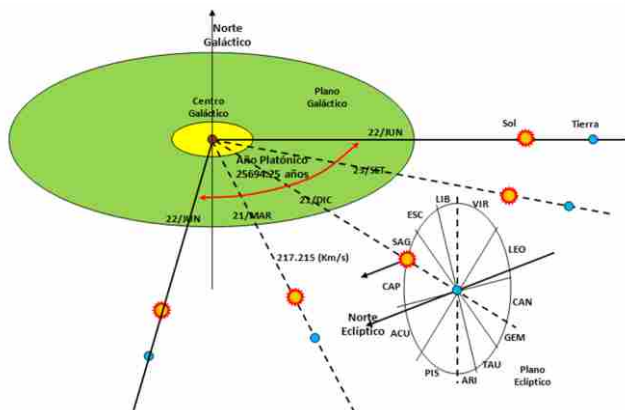 Norte
Galáctico
Plano
Galáctico
Centro
Galáctico
22/JUN
Sol
Tierra
Año Platónico
25694.25 años
23/SET
21/DIC
22/JUN
21/MAR
217.215 (Km/s)
LIB
VIR
ESC
SAG
LEO
CAP
CAN
Norte
Eclíptico
ACU
GEM
TAU
PIS
ARI
Plano
Eclíptico